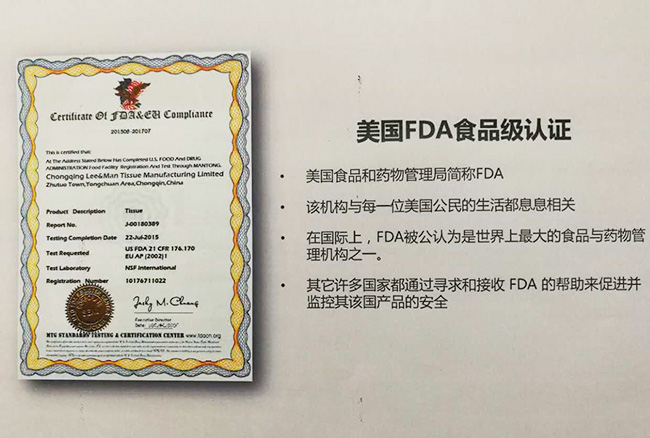 Certificate Of FDA&EU Compliance
201508-201707
This is certified that:
At The Address Stated Below Has Completed U.S. FOOD And DRUG
ADMINISTRATION Food Facility Registration And Test Through MANTONG.
Chongqing Lee&Man Tissue Manufacturing Limited
Zhutuo Town,Yongchuan Area,Chongqin,China
Product Description Tissue
Report No. J-00180389
Testing Completion Date 22-Jul-2015
Test Requested US FDA 21 CFR 176.170
EU AP (2002)1
Test Laboratory NSF International
Registration Number 10176711022
Executive Director
Date:
MTG STANDARDS TESTING & CERTIFICATION CENTER
美国FDA食品级认证
• 美国食品和药物管理局简称FDA
• 该机构与每一位美国公民的生活都息息相关
• 在国际上，FDA被公认为是世界上最大的食品与药物管
理机构之一。
• 其它许多国家都通过寻求和接收 FDA 的帮助来促进并
监控其该国产品的安全